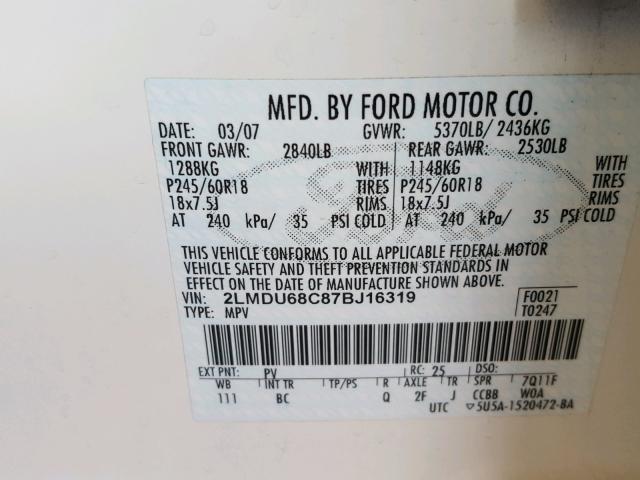 MFD. BY FORD MOTOR CO.
DATE: 03/07 GVWR: 5370LB/ 2436KG
FRONT GAWR: 2840LB REAR GAWR: 2530LB
1288KG WITH 1148KG WITH
P245/60R18 TIRES P245/60R18 TIRES
18x7.5J RIMS 18x7.5J RIMS
AT 240 kPa/ 35 PSI COLD AT 240 kPa/ 35 PSI COLD
THIS VEHICLE CONFORMS TO ALL APPLICABLE FEDERAL MOTOR
VEHICLE SAFETY AND THEFT PREVENTION STANDARDS IN
EFFECT ON THE DATE OF MANUFACTURE SHOWN ABOVE.
VIN: 2LMDU68C87BJ16319 F0021
TYPE: MPV T0247
EXT PNT: PV RC: 25 DSO:
WB INT TR TP/PS R AXLE TR SPR 7Q11F
111 BC Q 2F J CCBB W0A
UTC ▽5U5A-1520472-BA